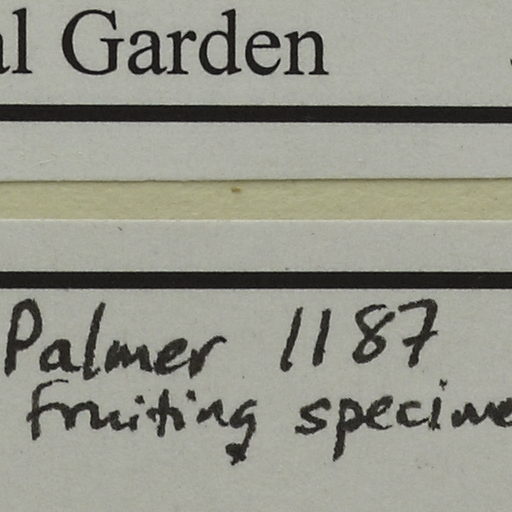 al Garden
Palmer 1187
fruiting specime